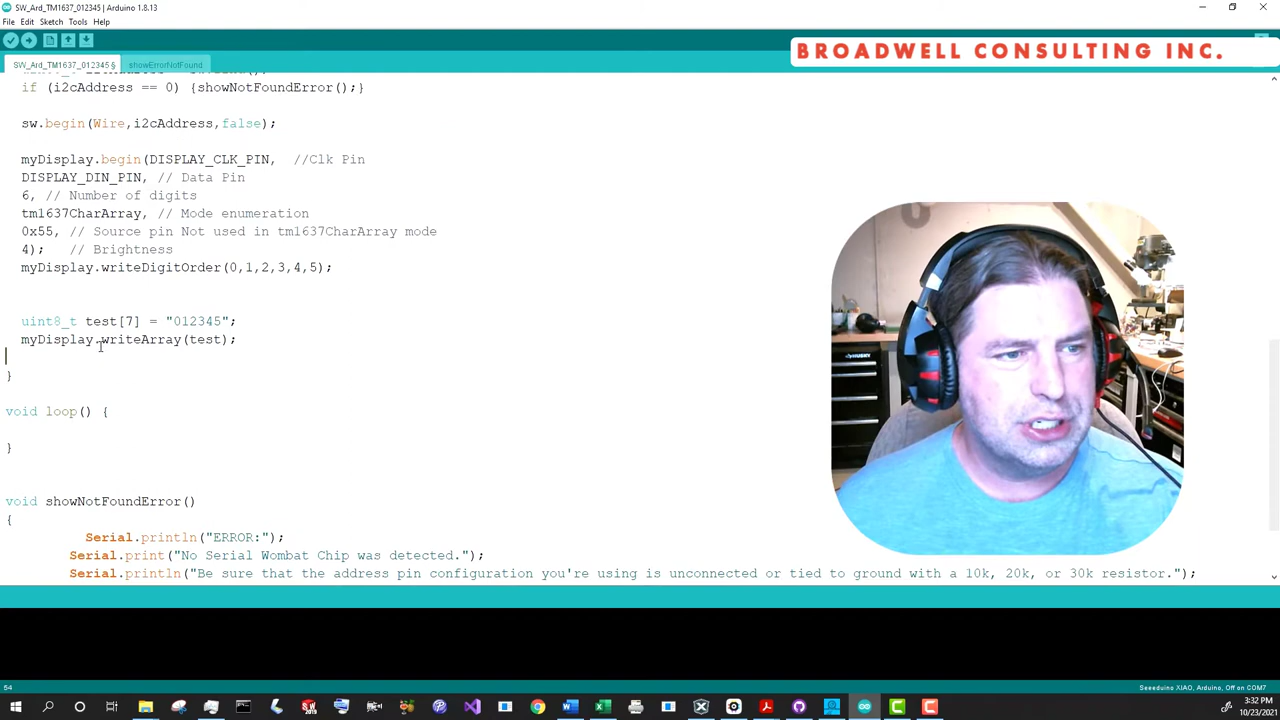 SW_Ard_TM1637_012345 | Arduino 1.8.13
File Edit Sketch Tools Help
BROADWELL CONSULTING INC.
SW_Ard_TM1637_012345 § showErrorNotFound
if (i2cAddress == 0) {showNotFoundError();}
sw.begin(Wire,i2cAddress,false);
myDisplay.begin(DISPLAY_CLK_PIN, //Clk Pin
DISPLAY_DIN_PIN, // Data Pin
6, // Number of digits
tm1637CharArray, // Mode enumeration
0x55, // Source pin Not used in tm1637CharArray mode
4); // Brightness
myDisplay.writeDigitOrder(0,1,2,3,4,5);
uint8_t test[7] = "012345";
myDisplay.writeArray(test);
}
void loop() {
}
void showNotFoundError()
{
Serial.println("ERROR:");
Serial.print("No Serial Wombat Chip was detected.");
Serial.println("Be sure that the address pin configuration you're using is unconnected or tied to ground with a 10k, 20k, or 30k resistor.");
54
Seeeduino XIAO, Arduino, Off on COM7
3:32 PM
10/23/2021